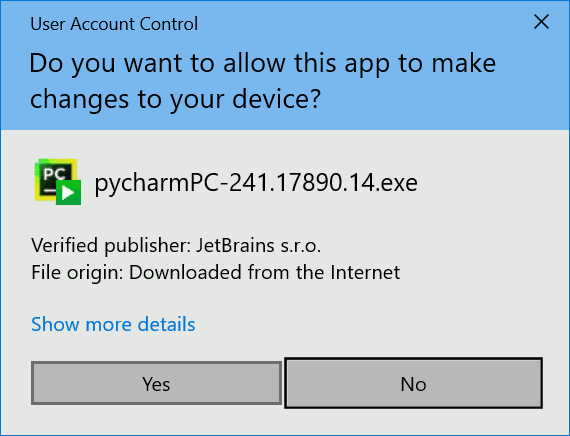 User Account Control
Do you want to allow this app to make
changes to your device?
PC
pycharmPC-241.17890.14.exe
Verified publisher: JetBrains s.r.o.
File origin: Downloaded from the Internet
Show more details
Yes
No